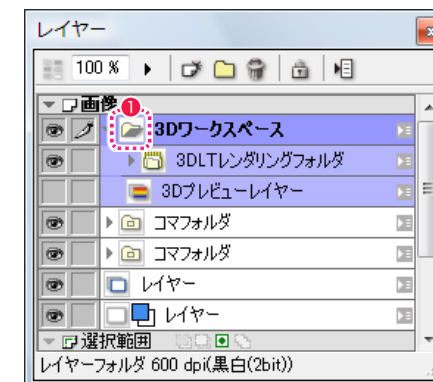 レイヤー
100 %
画像
1
3Dワークスペース
3DLTレンダリングフォルダ
3Dプレビューレイヤー
コマフォルダ
コマフォルダ
レイヤー
レイヤー
選択範囲
レイヤーフォルダ 600 dpi(黒白(2bit))